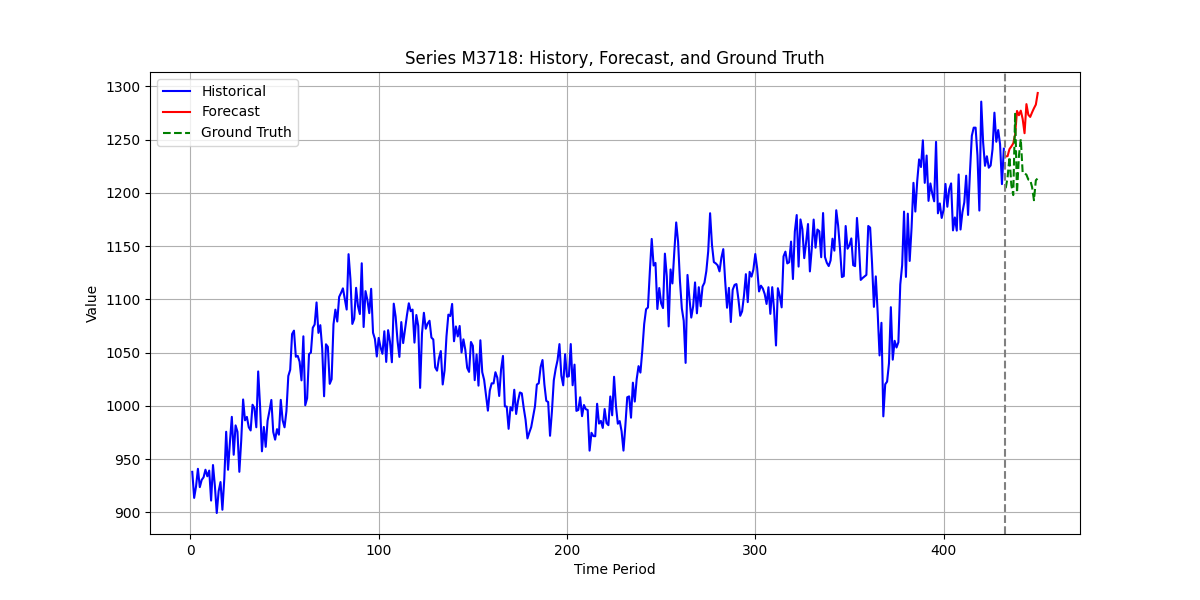 Series M3718: History, Forecast, and Ground Truth
Historical
Forecast
Ground Truth
1300
1250
1200
1150
1100
1050
1000
950
900
Value
0
100
200
300
400
Time Period